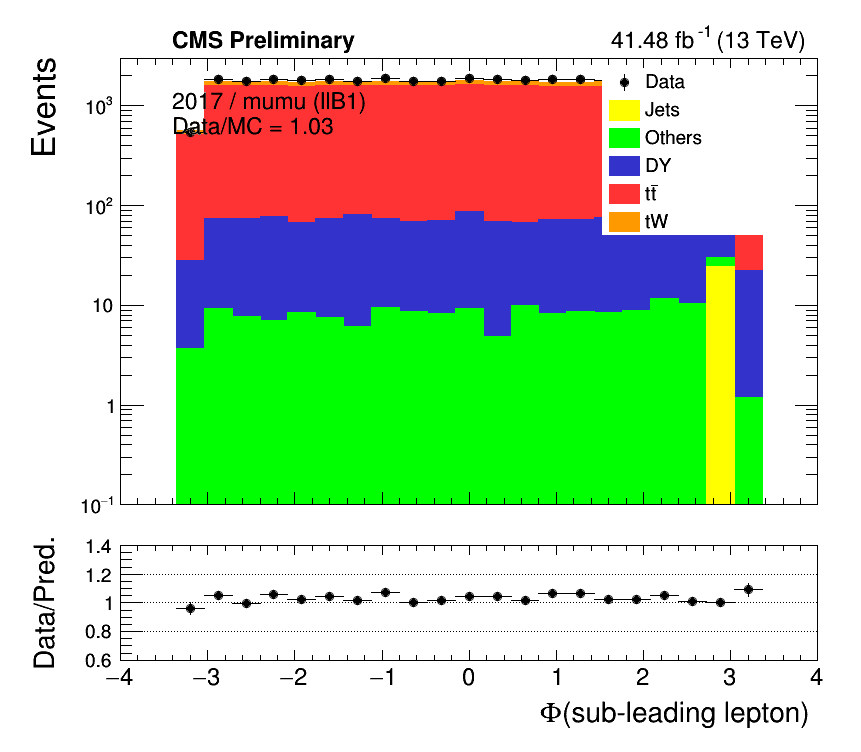 CMS Preliminary
41.48 fb⁻¹ (13 TeV)
Events
10³
10²
10
1
10⁻¹
2017 / mumu (llB1)
Data/MC = 1.03
Data
Jets
Others
DY
tt̄
tW
Data/Pred.
1.4
1.2
1
0.8
0.6
−4 −3 −2 −1 0 1 2 3 4
Φ(sub-leading lepton)